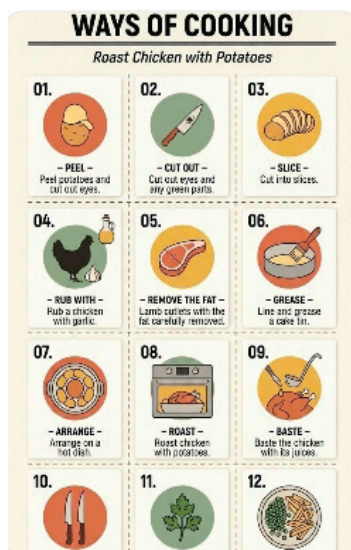 WAYS OF COOKING
Roast Chicken with Potatoes
01.
– PEEL –
Peel potatoes and
cut out eyes.
02.
– CUT OUT –
Cut out eyes and
any green parts.
03.
– SLICE –
Cut into slices.
04.
– RUB WITH –
Rub a chicken
with garlic.
05.
– REMOVE THE FAT –
Lamb cutlets with the
fat carefully removed.
06.
– GREASE –
Line and grease
a cake tin.
07.
– ARRANGE –
Arrange on a
hot dish.
08.
– ROAST –
Roast chicken
with potatoes.
09.
– BASTE –
Baste the chicken
with its juices.
10.
11.
12.